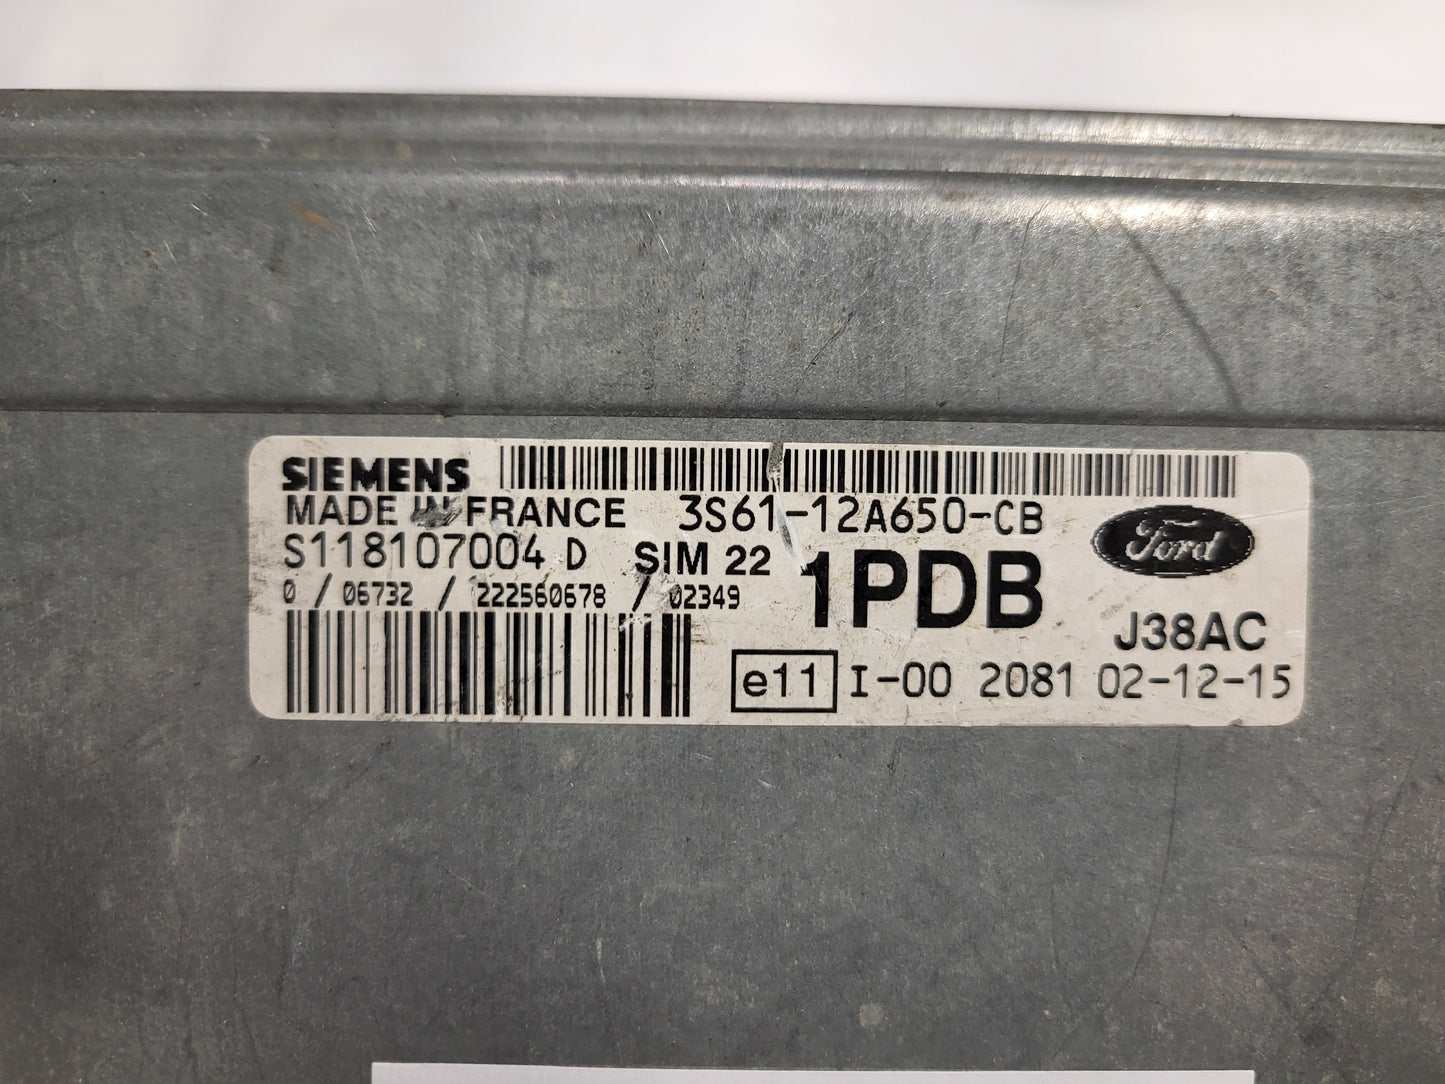 SIEMENS
MADE IN FRANCE 3S61-12A650-CB
Ford
S118107004 D SIM 22 1PDB
0 / 06732 / 222560678 / 02349
J38AC
e11 I-00 2081 02-12-15